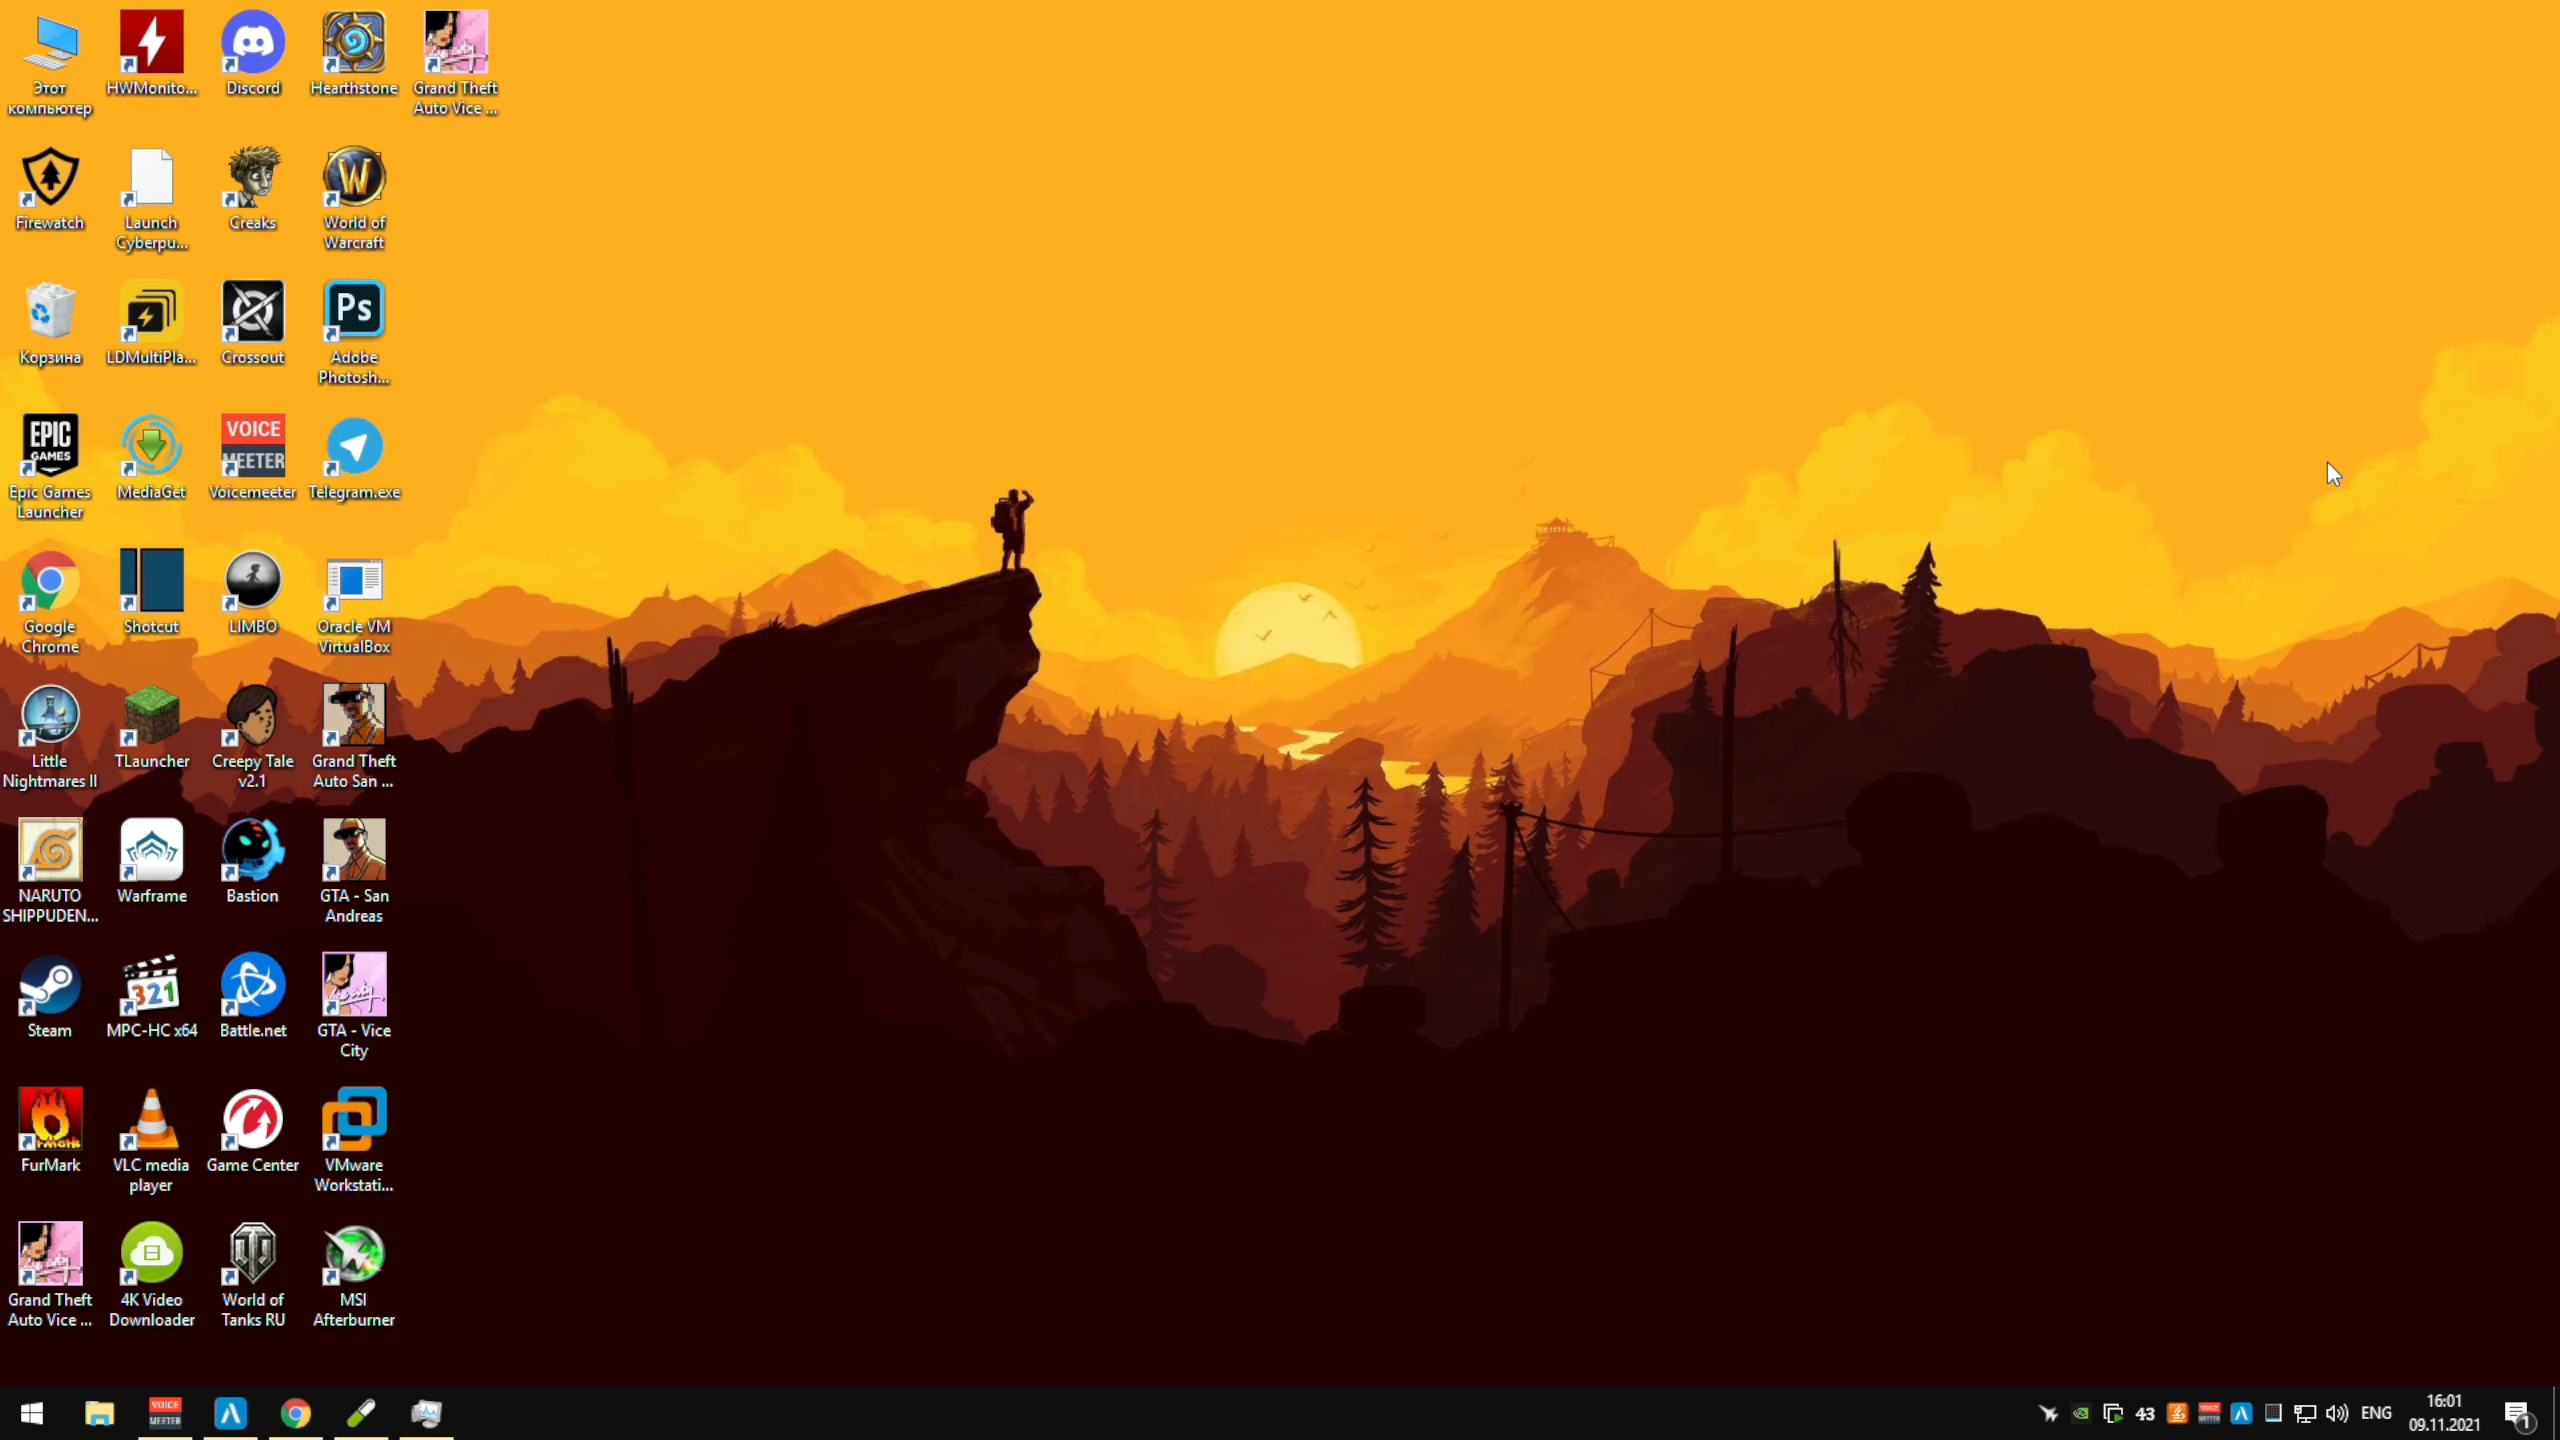 Этот
компьютер
HWMonito...
Discord
Hearthstone
Grand Theft
Auto Vice ...
Firewatch
Launch
Cyberpu...
Creaks
W
World of
Warcraft
Корзина
LDMultiPla...
Crossout
Ps
Adobe
Photosh...
EPIC
GAMES
Epic Games
Launcher
MediaGet
VOICE
MEETER
Voicemeeter
Telegram.exe
Google
Chrome
Shotcut
LIMBO
Oracle VM
VirtualBox
Little
Nightmares II
TLauncher
Creepy Tale
v2.1
Grand Theft
Auto San ...
NARUTO
SHIPPUDEN...
Warframe
Bastion
GTA - San
Andreas
Steam
321
MPC-HC x64
Battle.net
GTA - Vice
City
FurMark
VLC media
player
Game Center
VMware
Workstati...
Grand Theft
Auto Vice ...
4K Video
Downloader
World of
Tanks RU
MSI
Afterburner
VOICE
MEETER
43
ENG
16:01
09.11.2021
1